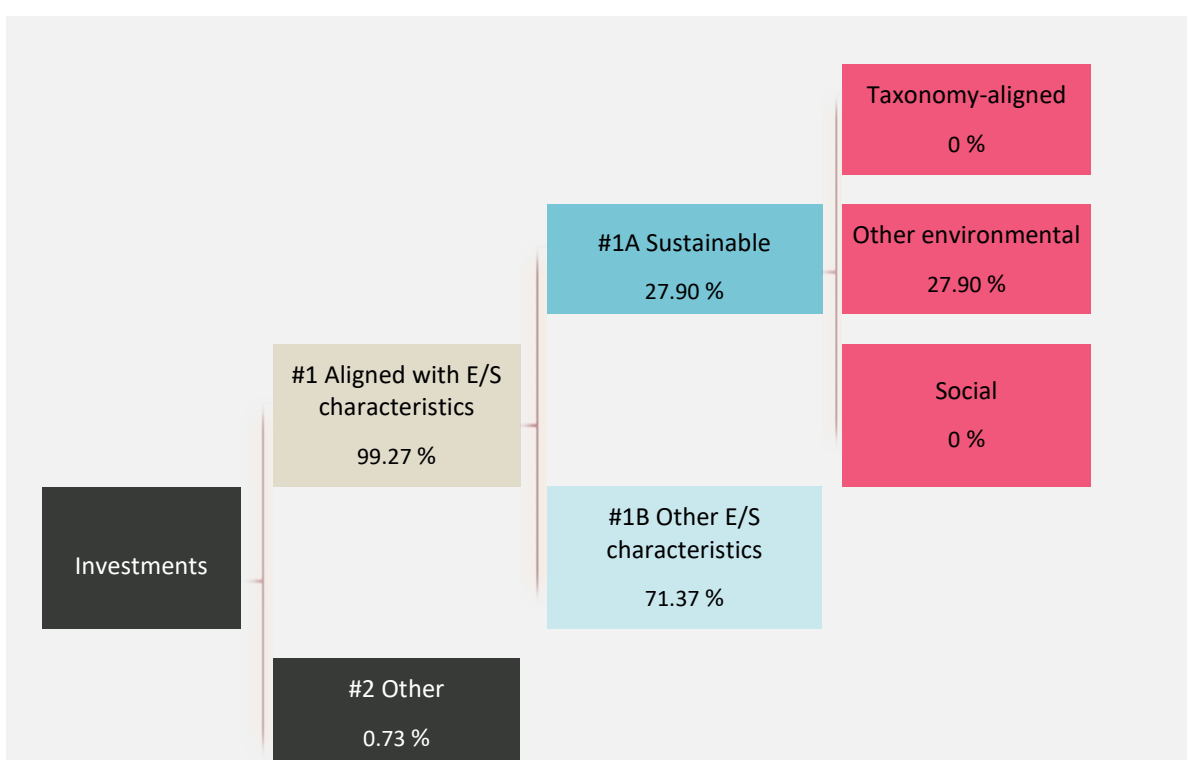 Taxonomy-aligned
0 %
#1A Sustainable
27.90 %
Other environmental
27.90 %
#1 Aligned with E/S
characteristics
99.27 %
Social
0 %
Investments
#1B Other E/S
characteristics
71.37 %
#2 Other
0.73 %